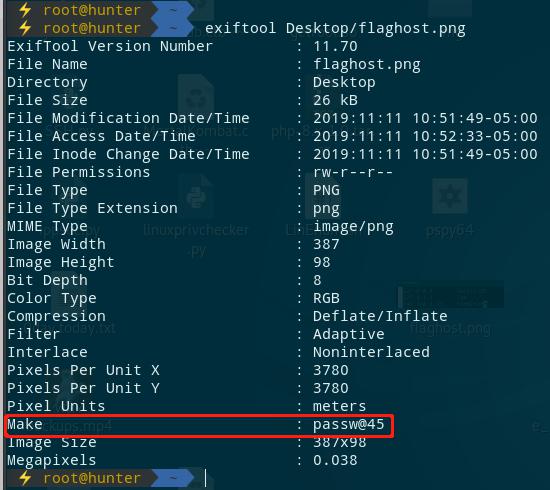 ⚡ root@hunter ~
⚡ root@hunter ~ exiftool Desktop/flaghost.png
ExifTool Version Number : 11.70
File Name : flaghost.png
Directory : Desktop
File Size : 26 kB
File Modification Date/Time : 2019:11:11 10:51:49-05:00
File Access Date/Time : 2019:11:11 10:52:33-05:00
File Inode Change Date/Time : 2019:11:11 10:51:49-05:00
File Permissions : rw-r--r--
File Type : PNG
File Type Extension : png
MIME Type : image/png
linuxprivchecker
.py
pspy64
Image Width : 387
Image Height : 98
Bit Depth : 8
Color Type : RGB
Compression : Deflate/Inflate
Filter : Adaptive
flaghost.png
Interlace : Noninterlaced
Pixels Per Unit X : 3780
Pixels Per Unit Y : 3780
Pixel Units : meters
Make : passw@45
Image Size : 387x98
Megapixels : 0.038
⚡ root@hunter ~